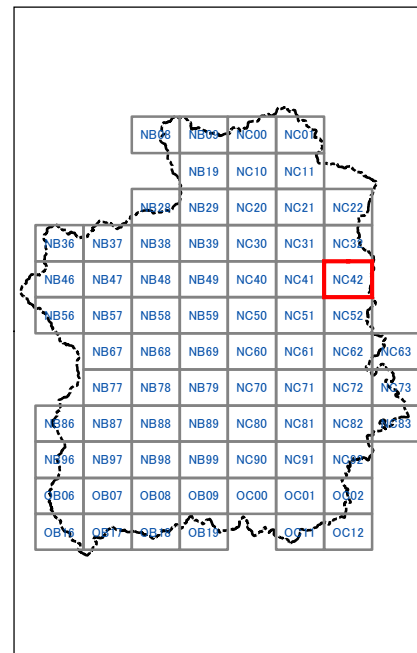 NB08 NB09 NC00 NC01
NB19 NC10 NC11
NB28 NB29 NC20 NC21 NC22
NB36 NB37 NB38 NB39 NC30 NC31 NC32
NB46 NB47 NB48 NB49 NC40 NC41 NC42
NB56 NB57 NB58 NB59 NC50 NC51 NC52
NB67 NB68 NB69 NC60 NC61 NC62 NC63
NB77 NB78 NB79 NC70 NC71 NC72 NC73
NB86 NB87 NB88 NB89 NC80 NC81 NC82 NC83
NB96 NB97 NB98 NB99 NC90 NC91 NC92
OB06 OB07 OB08 OB09 OC00 OC01 OC02
OB16 OB17 OB18 OB19 OC11 OC12